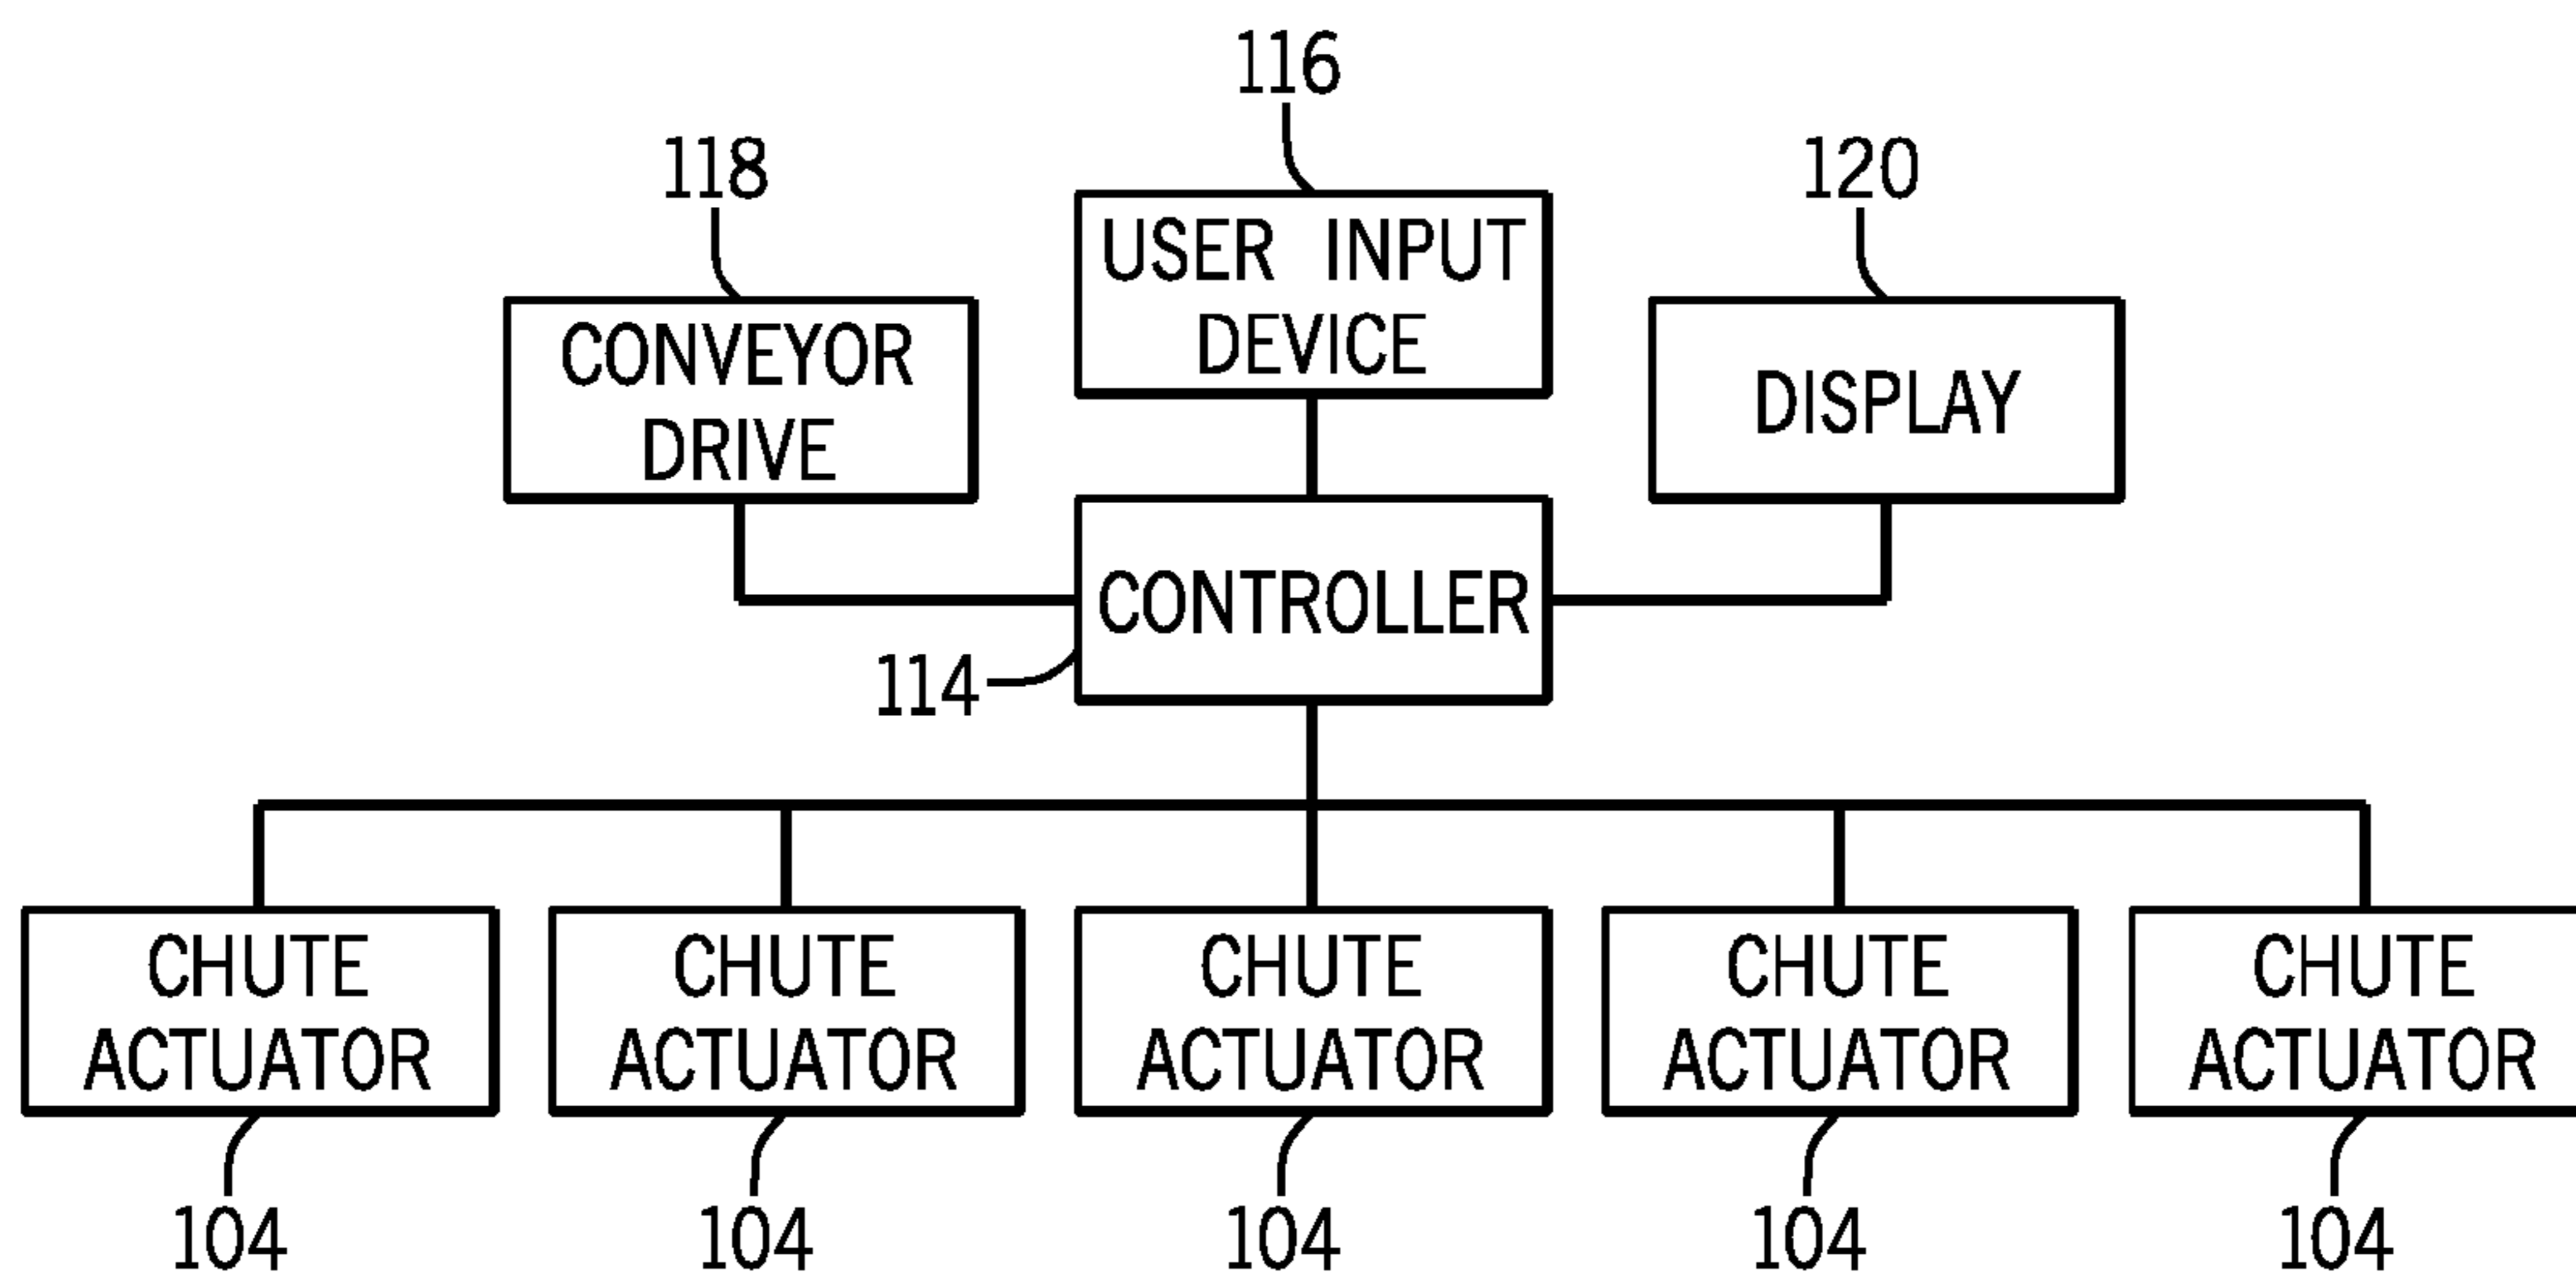 116
118
120
USER INPUT
DEVICE
CONVEYOR
DRIVE
DISPLAY
CONTROLLER
114
CHUTE
ACTUATOR
CHUTE
ACTUATOR
CHUTE
ACTUATOR
CHUTE
ACTUATOR
CHUTE
ACTUATOR
104
104
104
104
104